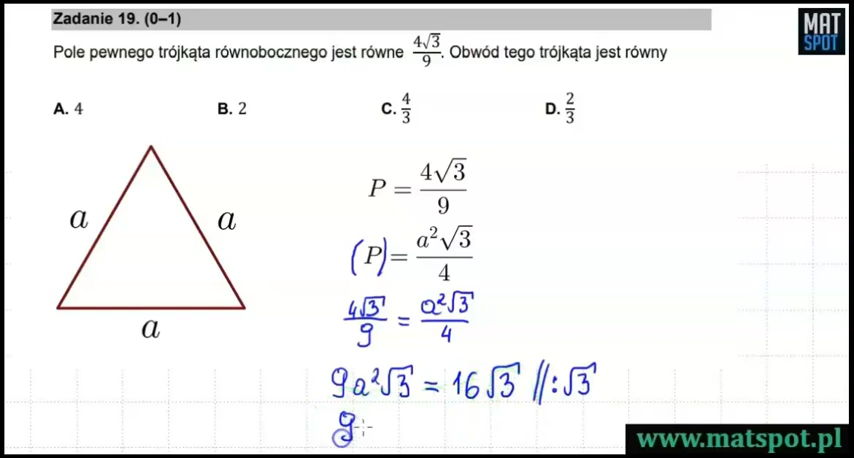 Zadanie 19. (0–1)
MAT
SPOT
Pole pewnego trójkąta równobocznego jest równe 4√3/9. Obwód tego trójkąta jest równy
A. 4 B. 2 C. 4/3 D. 2/3
a a
a
P = 4√3/9
(P) = a²√3/4
4√3/9 = a²√3/4
9a²√3 = 16√3 //:√3
9
www.matspot.pl